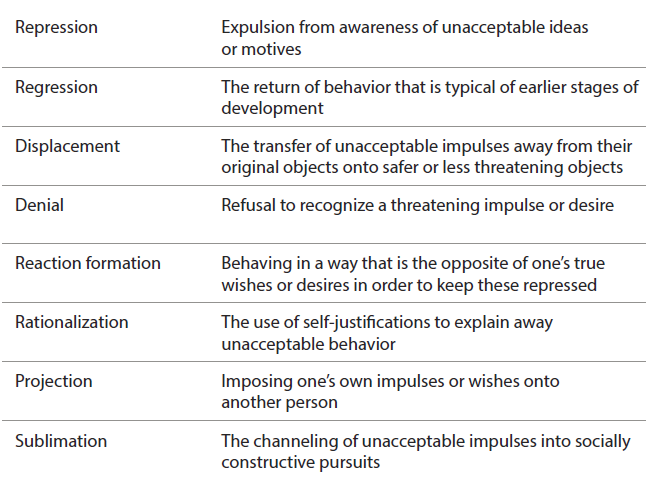 Repression Expulsion from awareness of unacceptable ideas
or motives
Regression The return of behavior that is typical of earlier stages of
development
Displacement The transfer of unacceptable impulses away from their
original objects onto safer or less threatening objects
Denial Refusal to recognize a threatening impulse or desire
Reaction formation Behaving in a way that is the opposite of one’s true
wishes or desires in order to keep these repressed
Rationalization The use of self-justifications to explain away
unacceptable behavior
Projection Imposing one’s own impulses or wishes onto
another person
Sublimation The channeling of unacceptable impulses into socially
constructive pursuits